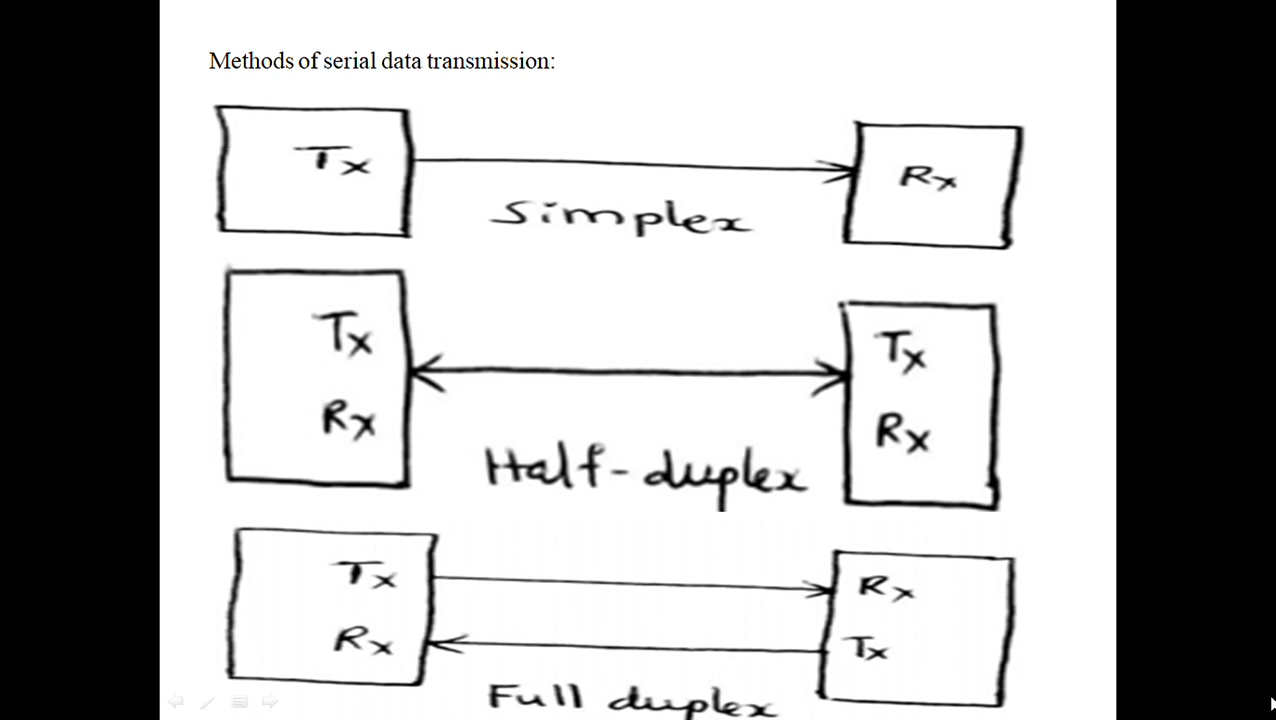 Methods of serial data transmission:
Tx
Rx
Simplex
Tx
Tx
Rx
Rx
Half-duplex
Tx
Rx
Rx
Tx
Full duplex